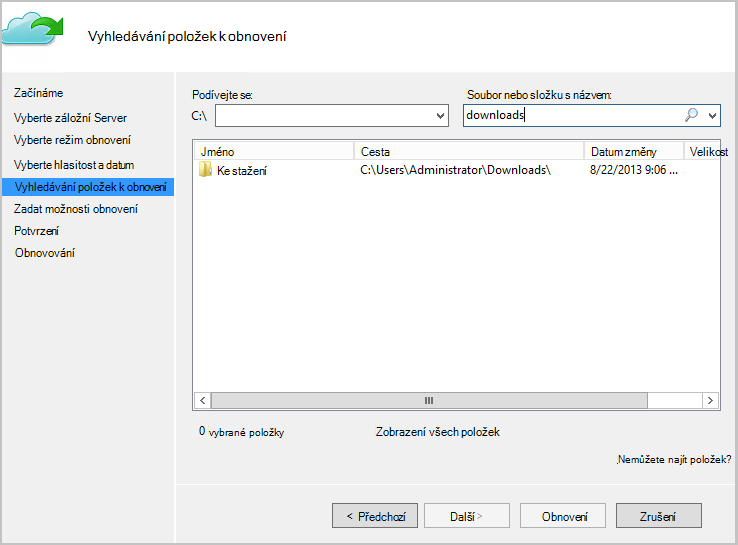 Vyhledávání položek k obnovení
Začínáme
Vyberte záložní Server
Vyberte režim obnovení
Vyberte hlasitost a datum
Vyhledávání položek k obnovení
Zadat možnosti obnovení
Potvrzení
Obnovování
Podívejte se:
Soubor nebo složku s názvem:
C:\
downloads
Jméno Cesta Datum změny Velikost
Ke stažení C:\Users\Administrator\Downloads\ 8/22/2013 9:06 ...
0 vybrané položky Zobrazení všech položek
Nemůžete najít položek?
< Předchozí Další > Obnovení Zrušení